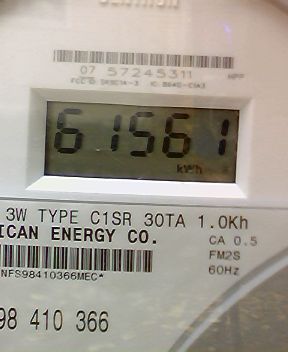 07 57245311
61561
kWh
3W TYPE C1SR 30TA 1.0Kh
ICAN ENERGY CO.
CA 0.5
FM2S
60Hz
NFS98410366MEC*
98 410 366